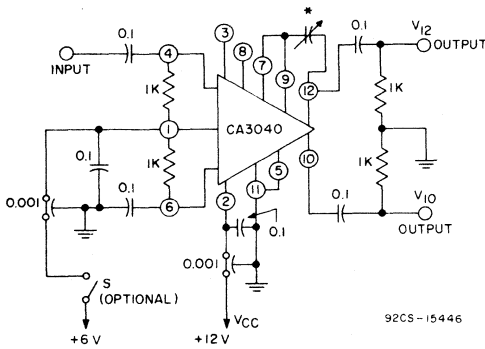 *
0.1
3
8
7
9
4
INPUT
0.1
V12
OUTPUT
12
1K
1K
1
CA3040
10
0.1
1K
1K
5
0.1
6
2
11
0.1
V10
OUTPUT
0.001
0.1
0.001
S
(OPTIONAL)
VCC
+6 V
+12V
92CS-15446